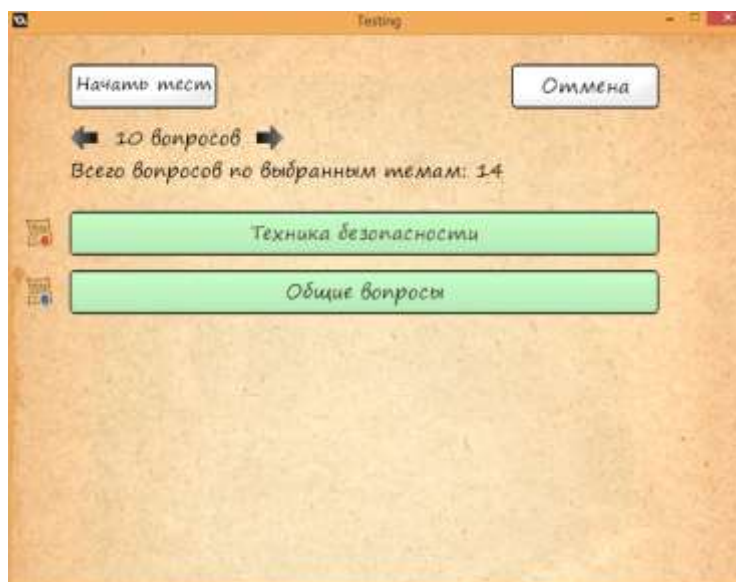 Testing
Начать тест
Отмена
10 вопросов
Всего вопросов по выбранным темам: 14
Техника безопасности
Общие вопросы